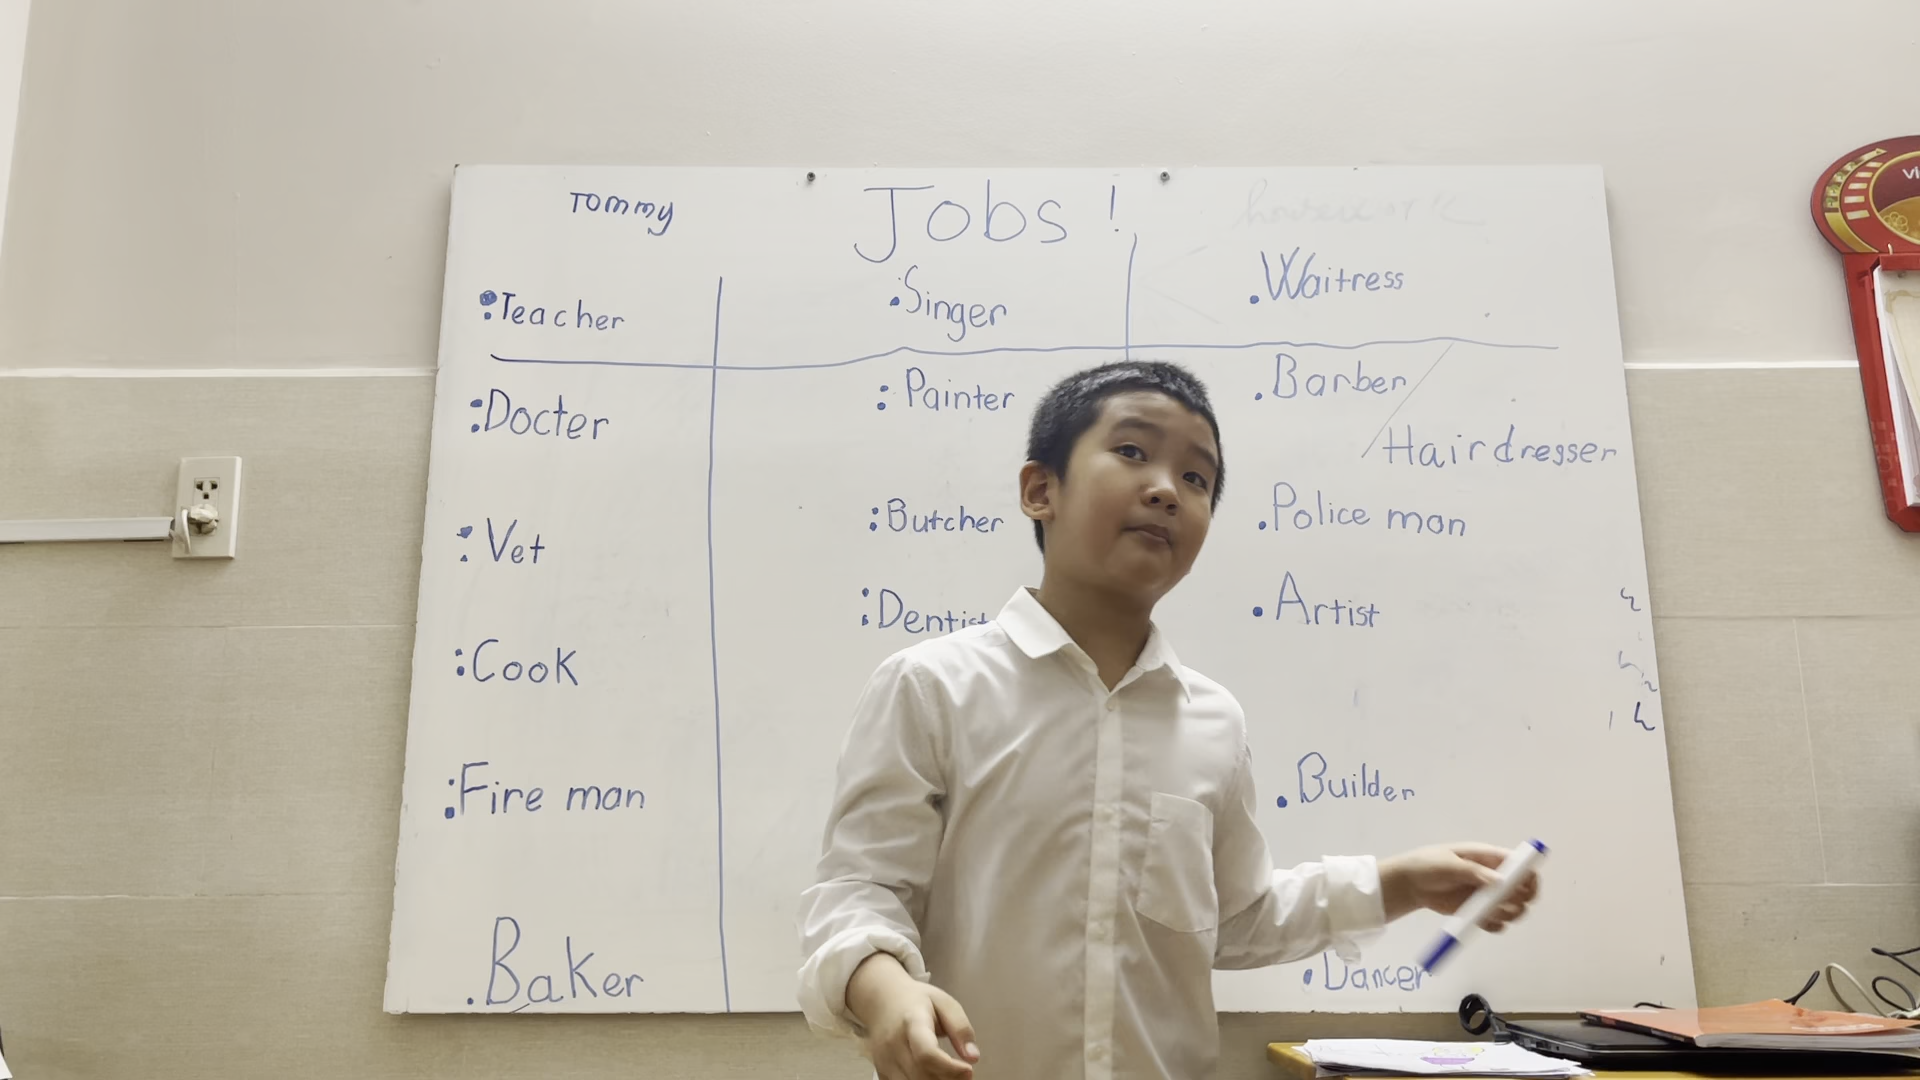 Tommy
Jobs !
Teacher
Docter
Vet
Cook
Fire man
Baker
Singer
Painter
Butcher
Dentist
Waitress
Barber
Hairdresser
Police man
Artist
Builder
Dancer